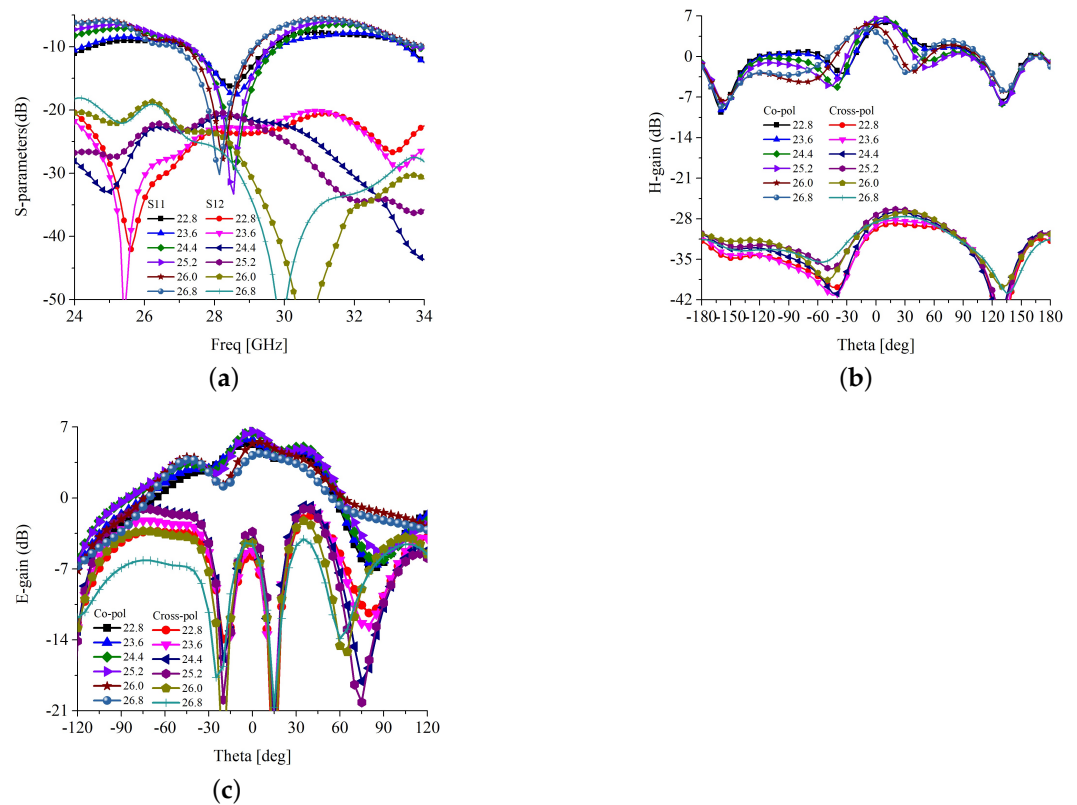 -10
-20
-30
-40
-50
S-parameters(dB)
S11 S12
22.8 22.8
23.6 23.6
24.4 24.4
25.2 25.2
26.0 26.0
26.8 26.8
24 26 28 30 32 34
Freq [GHz]
(a)
7
0
-7
-14
-21
-28
-35
-42
H-gain (dB)
Co-pol Cross-pol
22.8 22.8
23.6 23.6
24.4 24.4
25.2 25.2
26.0 26.0
26.8 26.8
-180 -150 -120 -90 -60 -30 0 30 60 90 120 150 180
Theta [deg]
(b)
7
0
-7
-14
-21
E-gain (dB)
Co-pol Cross-pol
22.8 22.8
23.6 23.6
24.4 24.4
25.2 25.2
26.0 26.0
26.8 26.8
-120 -90 -60 -30 0 30 60 90 120
Theta [deg]
(c)